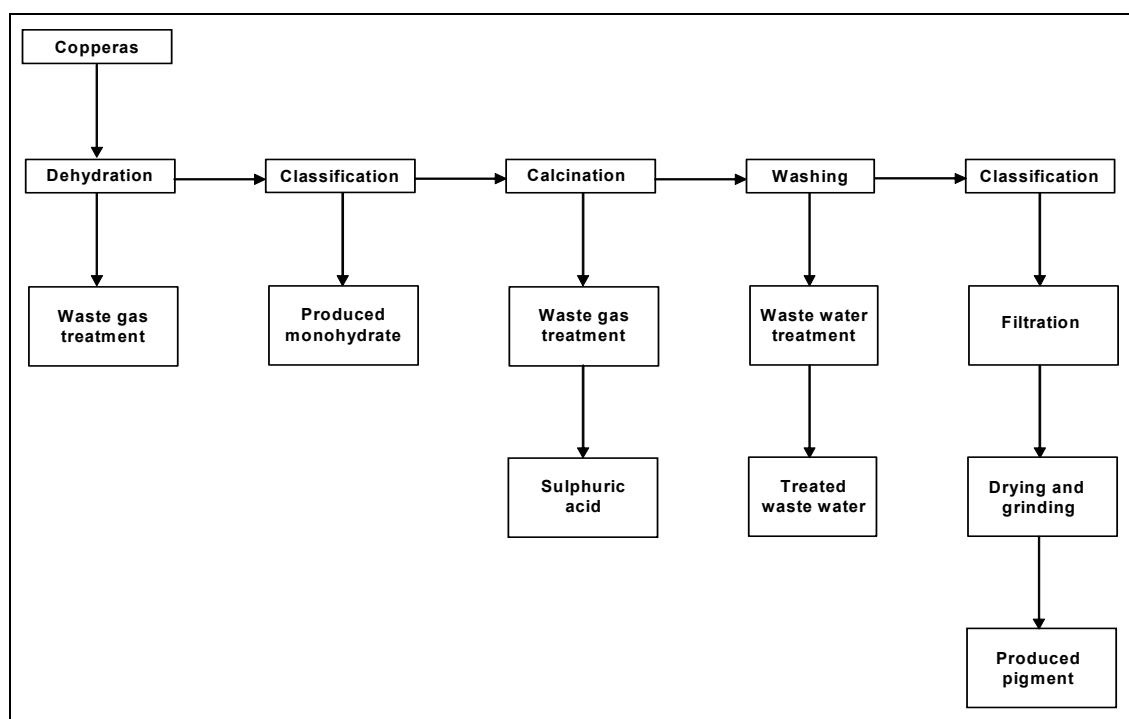 Copperas
Dehydration
Classification
Calcination
Washing
Classification
Waste gas
treatment
Produced
monohydrate
Waste gas
treatment
Waste water
treatment
Filtration
Sulphuric
acid
Treated
waste water
Drying and
grinding
Produced
pigment